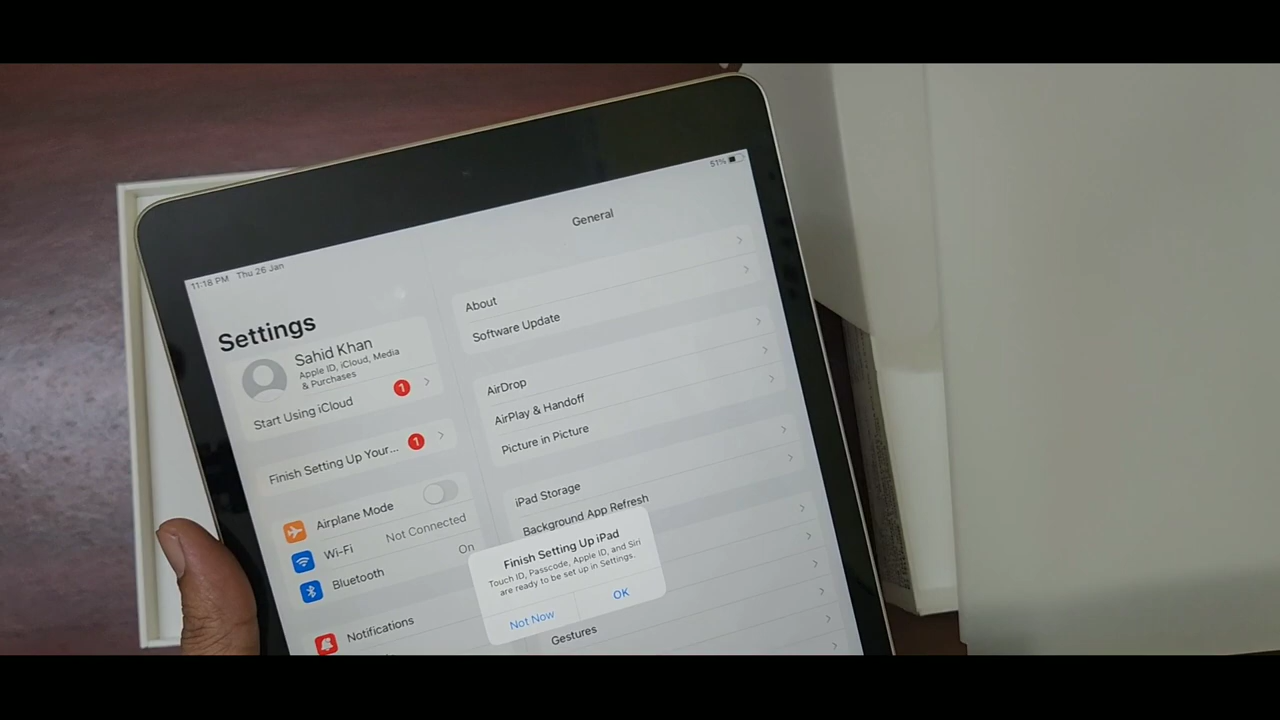 11:18 PM Thu 26 Jan
51%
Settings
Sahid Khan
Apple ID, iCloud, Media
& Purchases
Start Using iCloud
1
Finish Setting Up Your...
1
Airplane Mode
Wi-Fi
Not Connected
Bluetooth
On
Notifications
General
About
Software Update
AirDrop
AirPlay & Handoff
Picture in Picture
iPad Storage
Background App Refresh
Finish Setting Up iPad
Touch ID, Passcode, Apple ID, and Siri
are ready to be set up in Settings.
Not Now
OK
Gestures